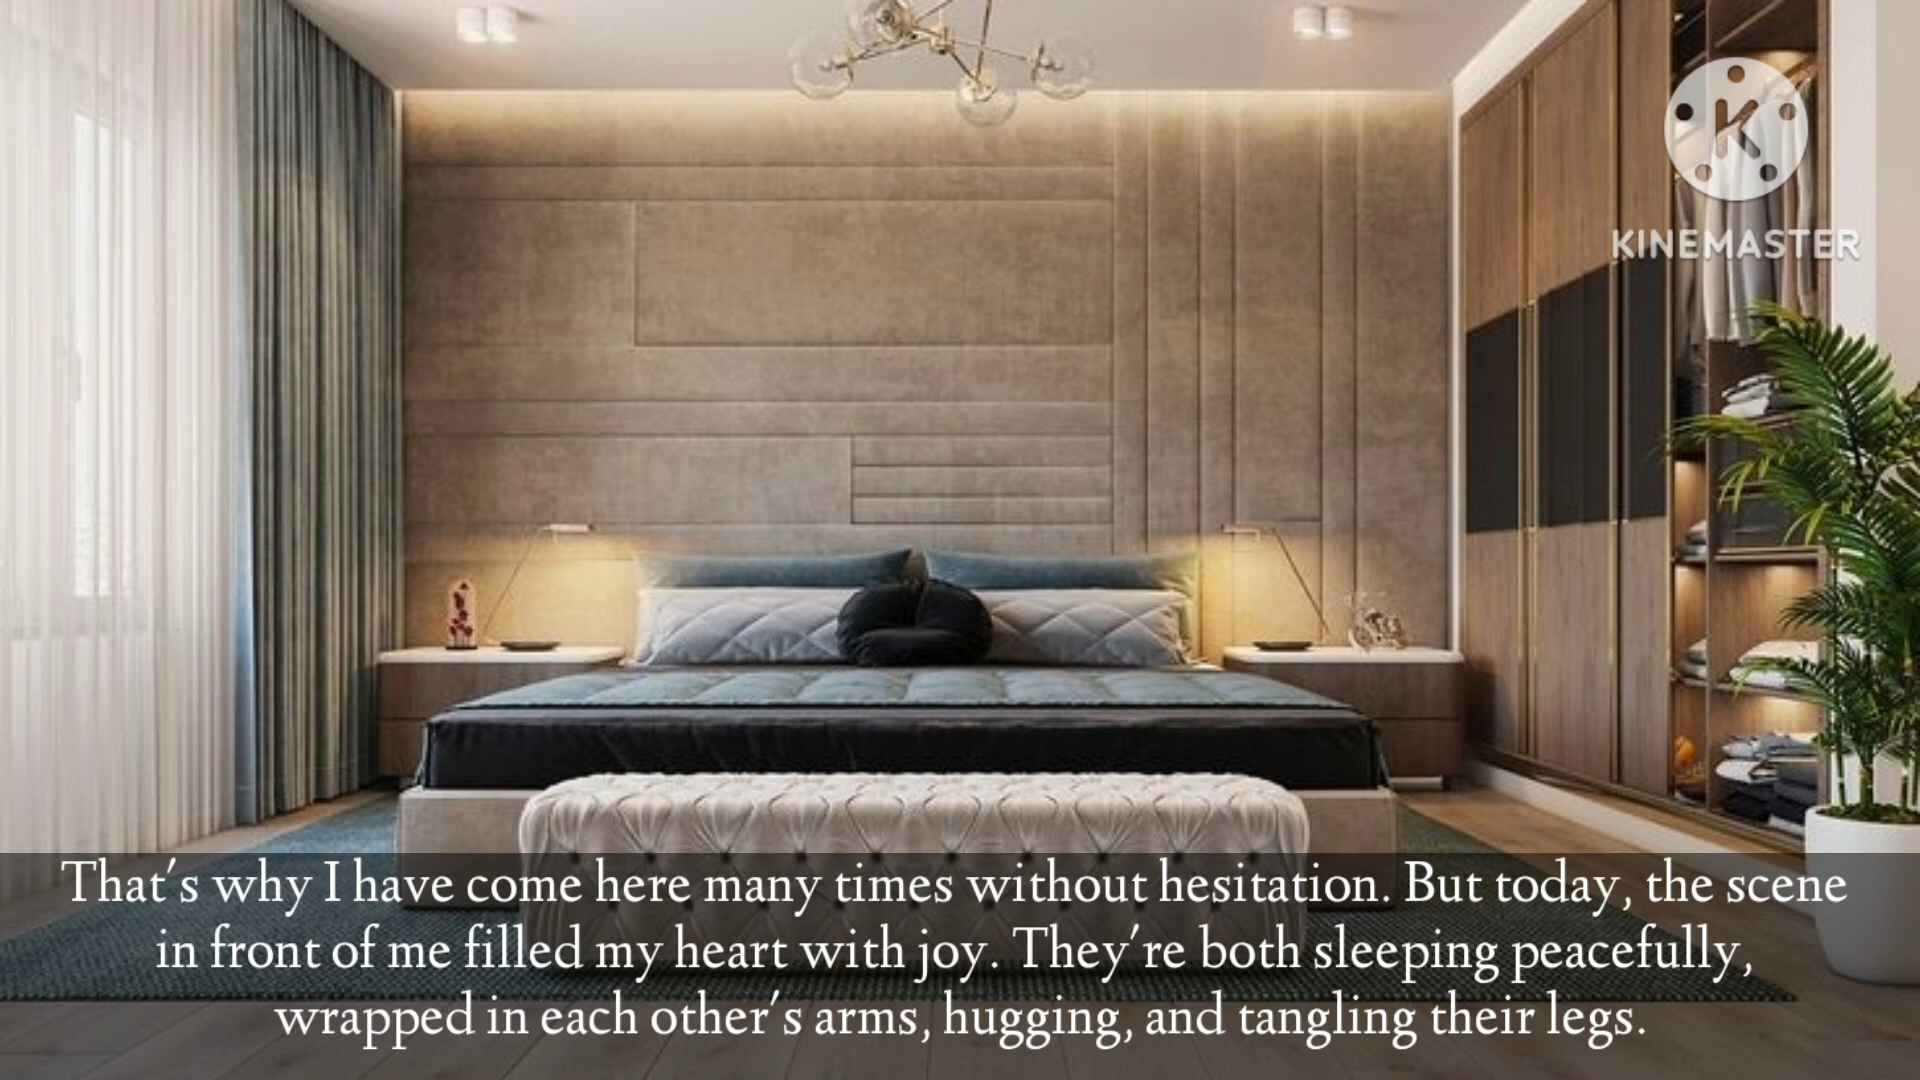 K
KINEMASTER
That's why I have come here many times without hesitation. But today, the scene
in front of me filled my heart with joy. They're both sleeping peacefully,
wrapped in each other's arms, hugging, and tangling their legs.